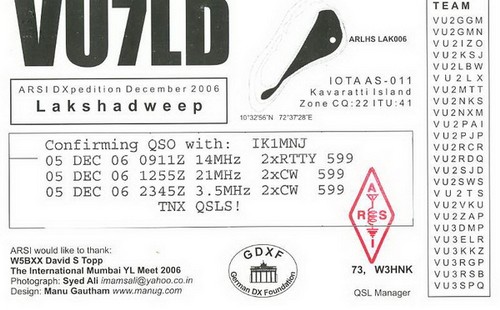 VU7LD
ARSI DXpedition December 2006
Lakshadweep
ARLHS LAK006
IOTA AS-011
Kavaratti Island
Zone CQ:22 ITU:41
10°32'56"N 72°37'28"E
Confirming QSO with: IK1MNJ
05 DEC 06 0911Z 14MHz 2xRTTY 599
05 DEC 06 1255Z 21MHz 2xCW 599
05 DEC 06 2345Z 3.5MHz 2xCW 599
TNX QSLS!
ARSI would like to thank:
W5BXX David S Topp
The International Mumbai YL Meet 2006
Photograph: Syed Ali imamsali@yahoo.co.in
Design: Manu Gautham www.manug.com
GDXF
German DX Foundation
A
R S
I
73, W3HNK
QSL Manager
TEAM
VU2GGM
VU2GMN
VU2IZO
VU2KSJ
VU2LBW
VU2LX
VU2MTT
VU2NKS
VU2NXM
VU2PAI
VU2PJP
VU2RCR
VU2RDQ
VU2SJD
VU2SWS
VU2TS
VU2VKU
VU2ZAP
VU3DMP
VU3ELR
VU3KKZ
VU3RGP
VU3RSB
VU3SPQ